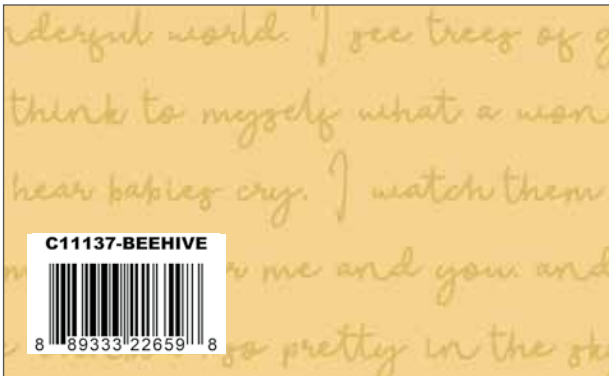 nderful world. I see trees of g
think to myself what a won
hear babies cry. I watch them
me and you. and
so pretty in the sk
C11137-BEEHIVE
8 89333 22659 8